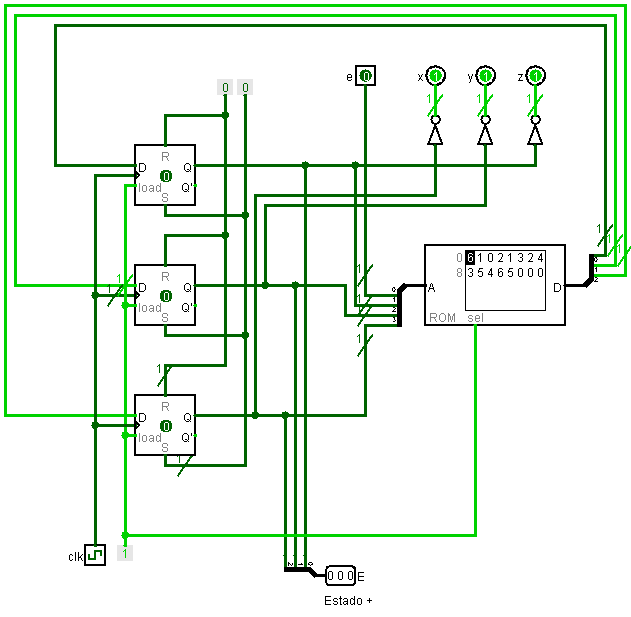 e 0 x 1 y 1 z 1
0 0
1 1 1
R
D Q
0
load Q'
S
1 1 1
0 6 1 0 2 1 3 2 4
8 3 5 4 6 5 0 0 0
A D
ROM sel
0
1
2
3
0
1
2
R
D Q
0
load Q'
S
1 1
1 1 1
1
R
D Q
0
load Q'
S
1
clk 1
2 1 0
0 0 0 E
Estado +